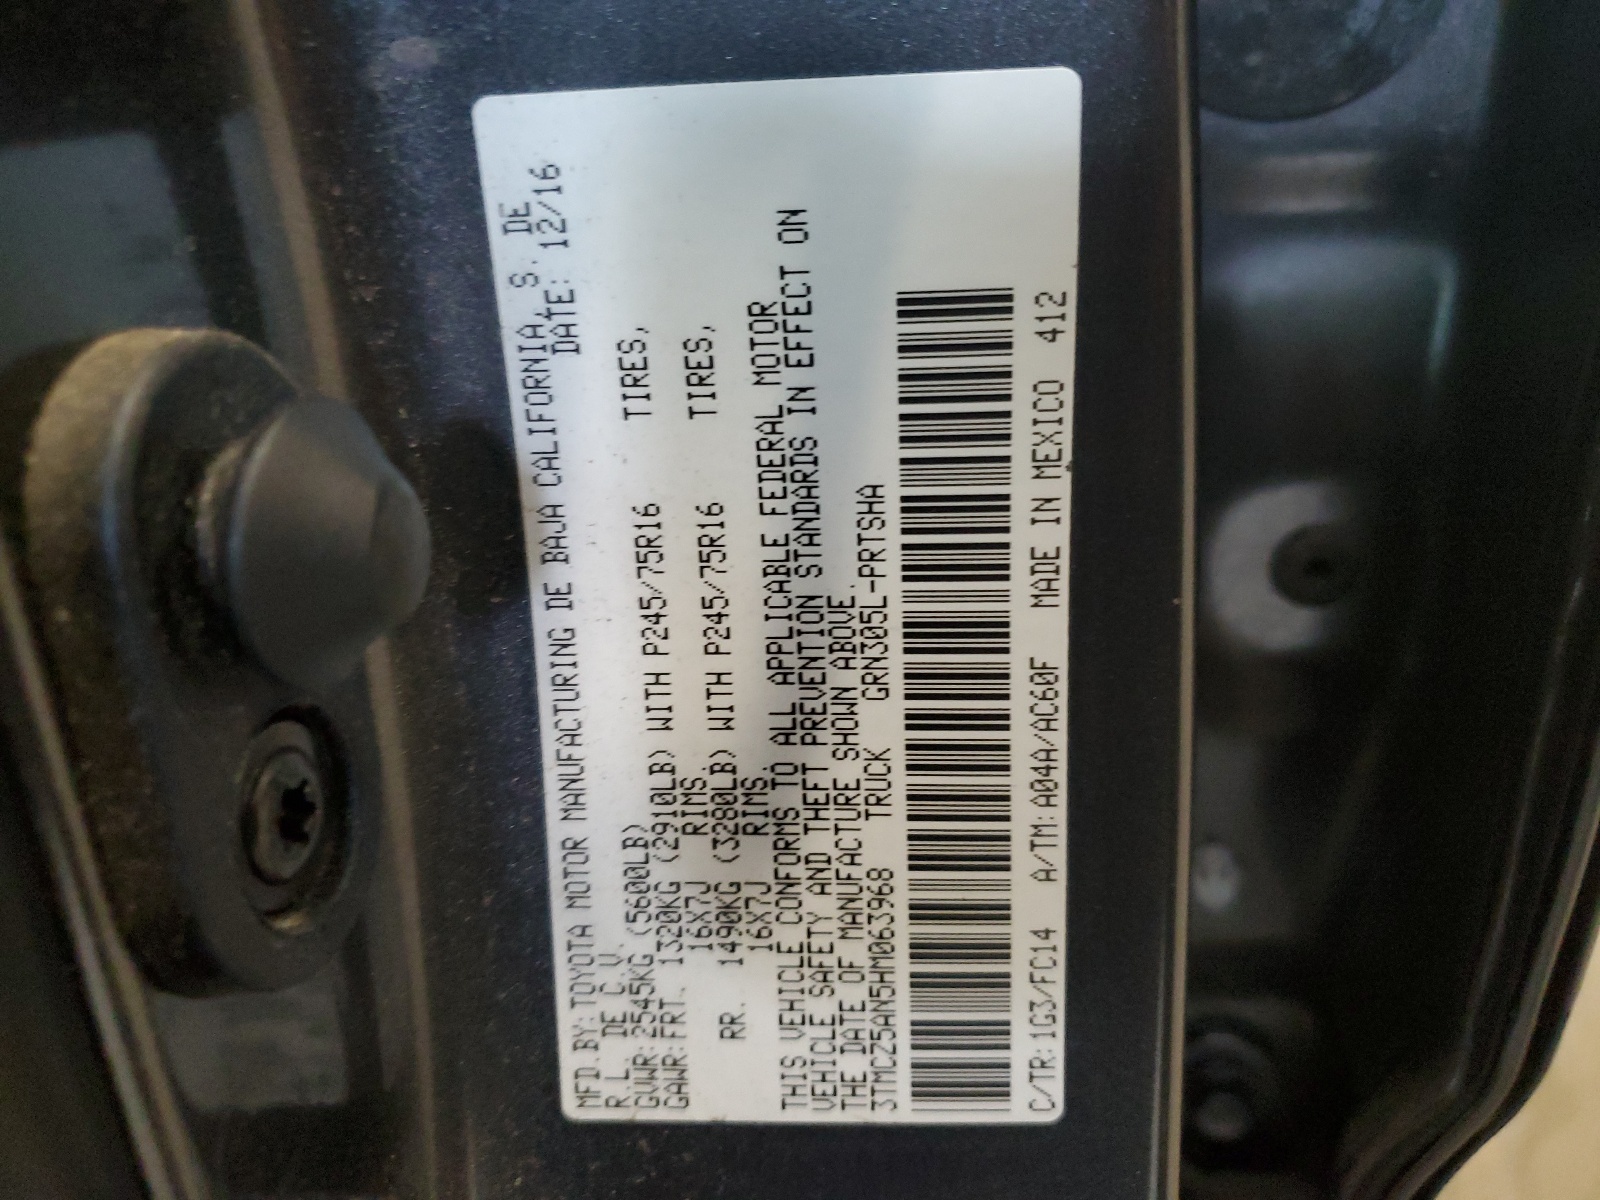 MFD.BY:TOYOTA MOTOR MANUFACTURING DE BAJA CALIFORNIA, S. DE
R.L. DE C.V. DATE: 12/16
GVWR:2545KG (5600LB)
GAWR:FRT. 1320KG (2910LB) WITH P245/75R16 TIRES,
16X7J RIMS.
RR. 1490KG (3280LB) WITH P245/75R16 TIRES,
16X7J RIMS.
THIS VEHICLE CONFORMS TO ALL APPLICABLE FEDERAL MOTOR
VEHICLE SAFETY AND THEFT PREVENTION STANDARDS IN EFFECT ON
THE DATE OF MANUFACTURE SHOWN ABOVE.
3TMCZ5AN5HM063968 TRUCK GRN305L-PRTSHA
C/TR:1G3/FC14 A/TM:A04A/AC60F MADE IN MEXICO 412